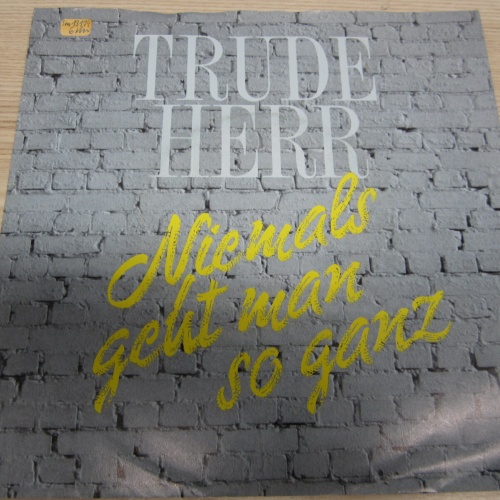 TRUDE
HERR
Niemals
geht man
so ganz